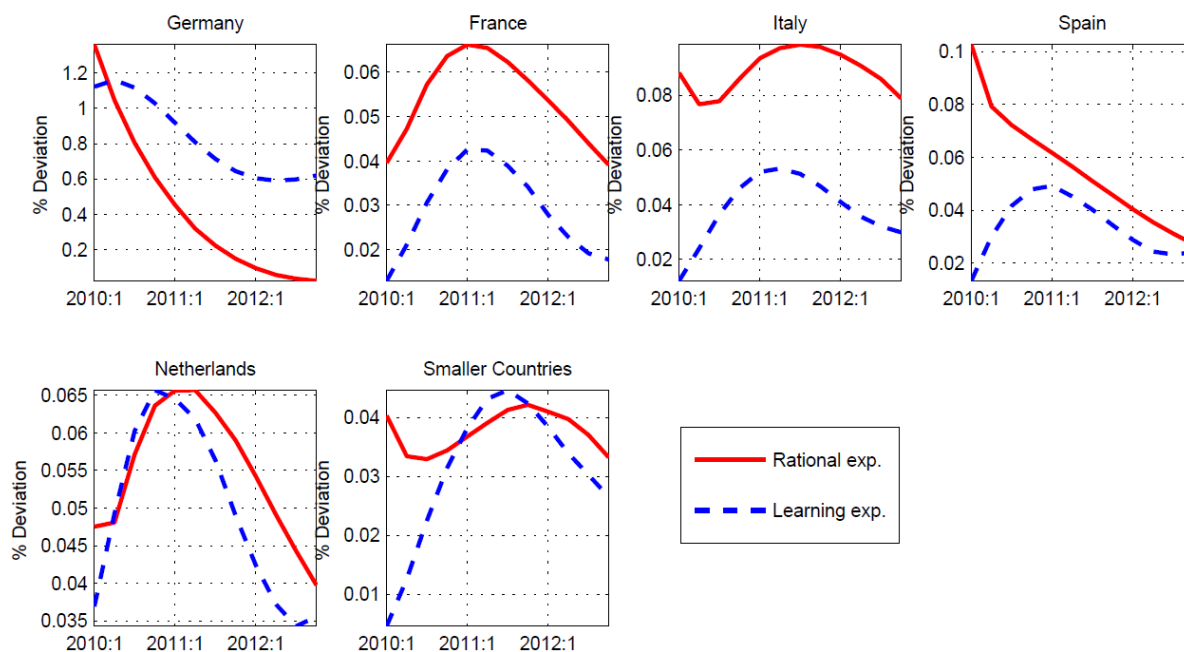 Germany
% Deviation
1.2
1
0.8
0.6
0.4
0.2
2010:1 2011:1 2012:1
France
% Deviation
0.06
0.05
0.04
0.03
0.02
2010:1 2011:1 2012:1
Italy
% Deviation
0.08
0.06
0.04
0.02
2010:1 2011:1 2012:1
Spain
% Deviation
0.1
0.08
0.06
0.04
0.02
2010:1 2011:1 2012:1
Netherlands
% Deviation
0.065
0.06
0.055
0.05
0.045
0.04
0.035
2010:1 2011:1 2012:1
Smaller Countries
% Deviation
0.04
0.03
0.02
0.01
2010:1 2011:1 2012:1
Rational exp.
Learning exp.